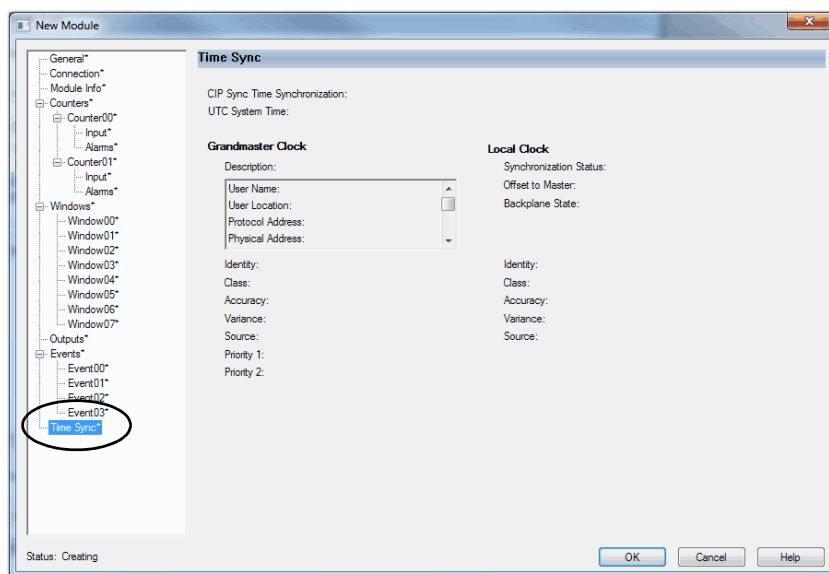 New Module
General*
Connection*
Module Info*
Counters*
Counter00*
Input*
Alarms*
Counter01*
Input*
Alarms*
Windows*
Window00*
Window01*
Window02*
Window03*
Window04*
Window05*
Window06*
Window07*
Outputs*
Events*
Event00*
Event01*
Event02*
Event03*
Time Sync*
Time Sync
CIP Sync Time Synchronization:
UTC System Time:
Grandmaster Clock
Description:
User Name:
User Location:
Protocol Address:
Physical Address:
Identity:
Class:
Accuracy:
Variance:
Source:
Priority 1:
Priority 2:
Local Clock
Synchronization Status:
Offset to Master:
Backplane State:
Identity:
Class:
Accuracy:
Variance:
Source:
Status: Creating
OK
Cancel
Help